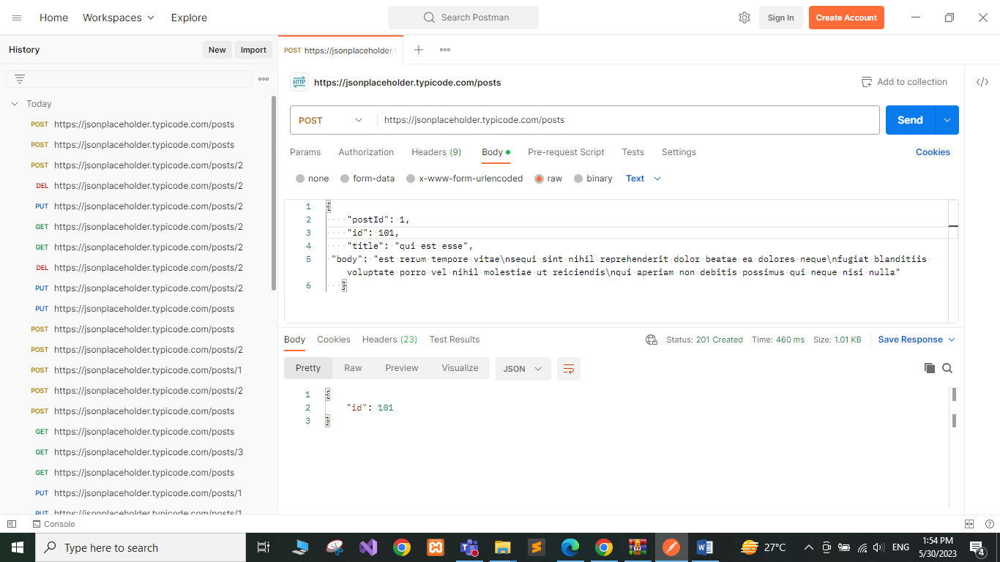 Home Workspaces Explore Search Postman Sign In Create Account
History New Import
POST https://jsonplaceholder.t
HTTP https://jsonplaceholder.typicode.com/posts Add to collection
Today
POST https://jsonplaceholder.typicode.com/posts
POST https://jsonplaceholder.typicode.com/posts
POST https://jsonplaceholder.typicode.com/posts/2
DEL https://jsonplaceholder.typicode.com/posts/2
PUT https://jsonplaceholder.typicode.com/posts/2
GET https://jsonplaceholder.typicode.com/posts/2
GET https://jsonplaceholder.typicode.com/posts/2
DEL https://jsonplaceholder.typicode.com/posts/2
PUT https://jsonplaceholder.typicode.com/posts/2
PUT https://jsonplaceholder.typicode.com/posts
POST https://jsonplaceholder.typicode.com/posts
POST https://jsonplaceholder.typicode.com/posts/2
POST https://jsonplaceholder.typicode.com/posts/1
POST https://jsonplaceholder.typicode.com/posts/2
POST https://jsonplaceholder.typicode.com/posts
GET https://jsonplaceholder.typicode.com/posts
GET https://jsonplaceholder.typicode.com/posts/3
GET https://jsonplaceholder.typicode.com/posts
PUT https://jsonplaceholder.typicode.com/posts/1
PUT https://jsonplaceholder.typicode.com/posts/1
POST https://jsonplaceholder.typicode.com/posts Send
Params Authorization Headers (9) Body Pre-request Script Tests Settings Cookies
none form-data x-www-form-urlencoded raw binary Text
1 {
2 "postId": 1,
3 "id": 101,
4 "title": "qui est esse",
5 "body": "est rerum tempore vitae\nsequi sint nihil reprehenderit dolor beatae ea dolores neque\nfugiat blanditiis
voluptate porro vel nihil molestiae ut reiciendis\nqui aperiam non debitis possimus qui neque nisi nulla"
6 }
Body Cookies Headers (23) Test Results Status: 201 Created Time: 460 ms Size: 1.01 KB Save Response
Pretty Raw Preview Visualize JSON
1 {
2 "id": 101
3 }
Console
Type here to search 27°C ENG 1:54 PM
5/30/2023 4